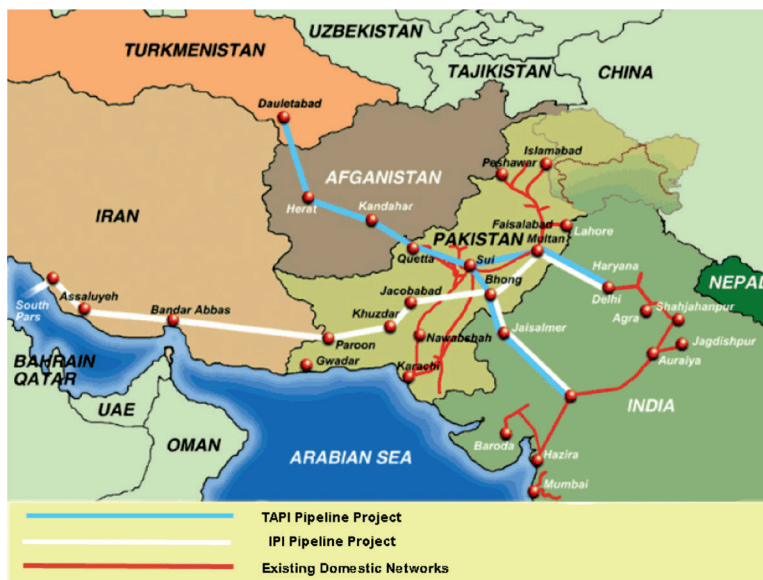 UZBEKISTAN
TURKMENISTAN
TAJIKISTAN
CHINA
Dauletabad
Islamabad
Peshawar
AFGANISTAN
Herat
Kandahar
IRAN
Faisalabad
Lahore
PAKISTAN
Multan
Quetta
Sui
Haryana
NEPAL
Bhong
South
Pars
Assaluyeh
Bandar Abbas
Jacobabad
Delhi
Shahjahanpur
Khuzdar
Agra
Jaisalmer
Paroon
Nawabshah
Jagdishpur
Auraiya
BAHRAIN
QATAR
Gwadar
Karachi
UAE
INDIA
OMAN
ARABIAN SEA
Baroda
Hazira
Mumbai
TAPI Pipeline Project
IPI Pipeline Project
Existing Domestic Networks